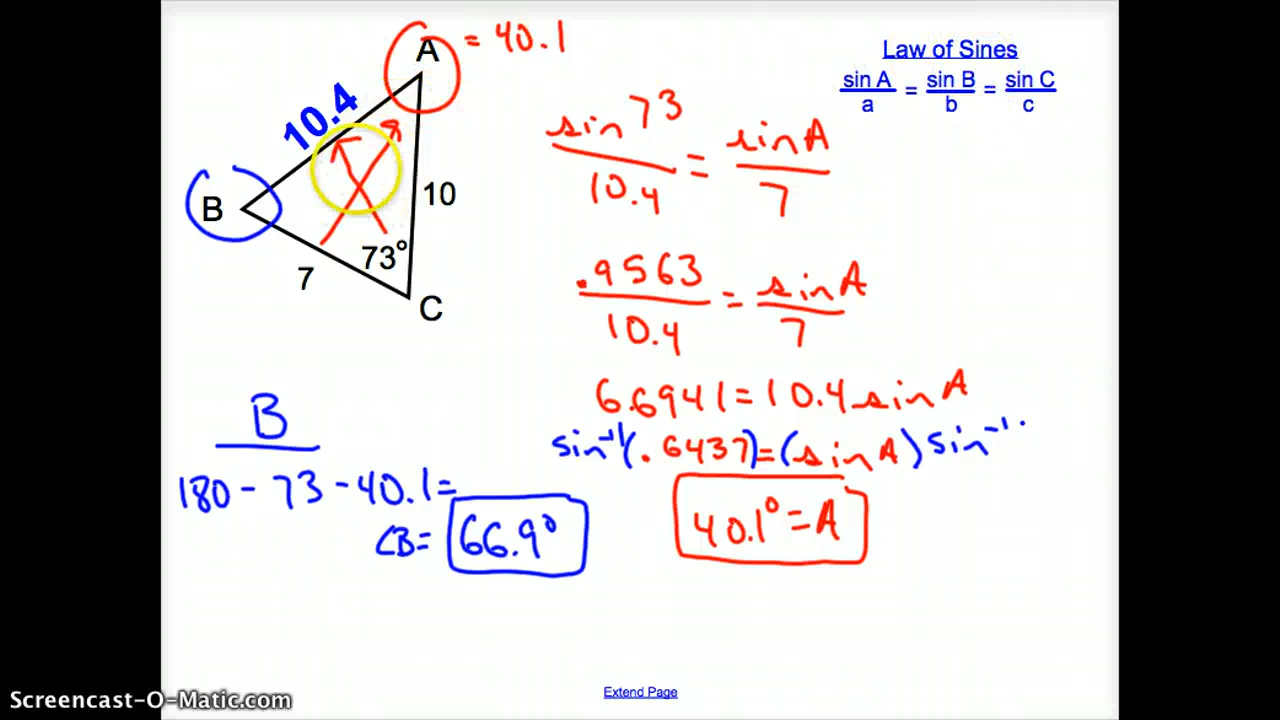 A = 40.1
10.4
B
10
73°
7
C
Law of Sines
sin A / a = sin B / b = sin C / c
sin 73 / 10.4 = sin A / 7
.9563 / 10.4 = sin A / 7
6.6941 = 10.4 sin A
sin⁻¹(.6437) = (sin A) sin⁻¹
40.1° = A
B
180 - 73 - 40.1 =
∠B = 66.9°
Extend Page
Screencast-O-Matic.com